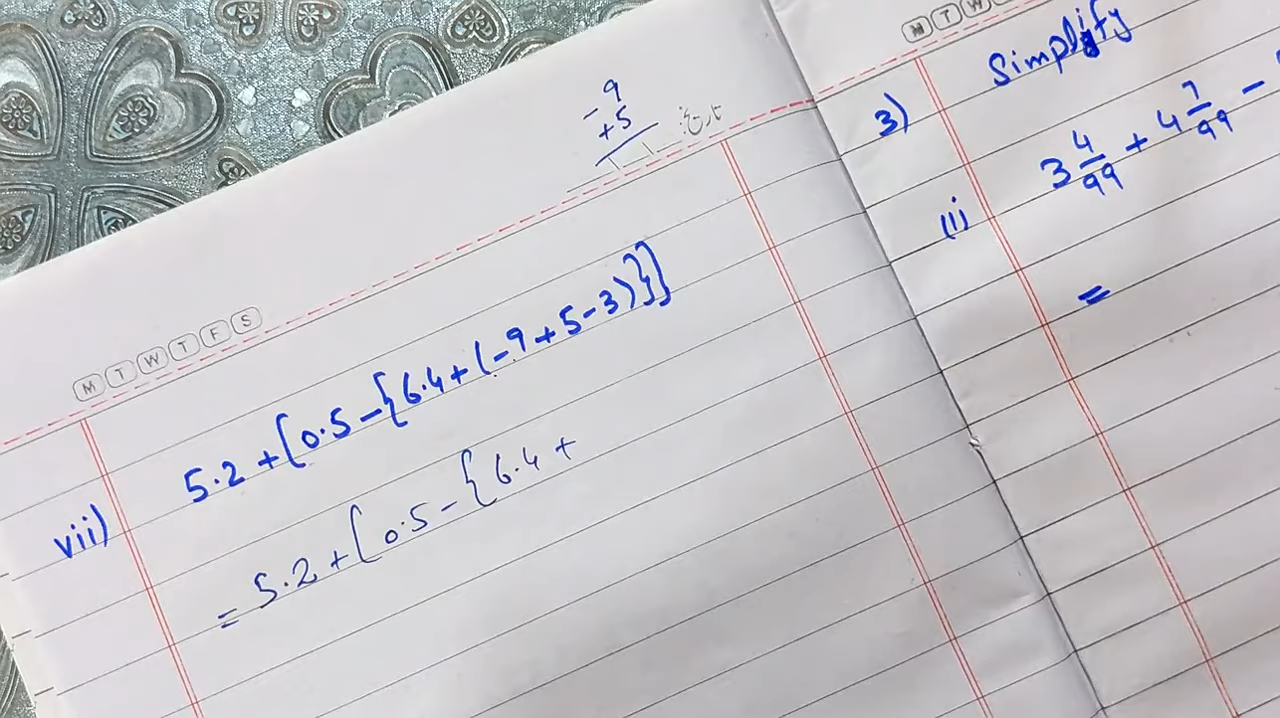 -9
+5
تاریخ
M T W T F S
vii) 5.2 + [0.5 - {6.4 + (-9 + 5 - 3)}]
= 5.2 + [0.5 - {6.4 +
M T W
Simplify
3)
(i) 3 4/99 + 4 7/99 -
=